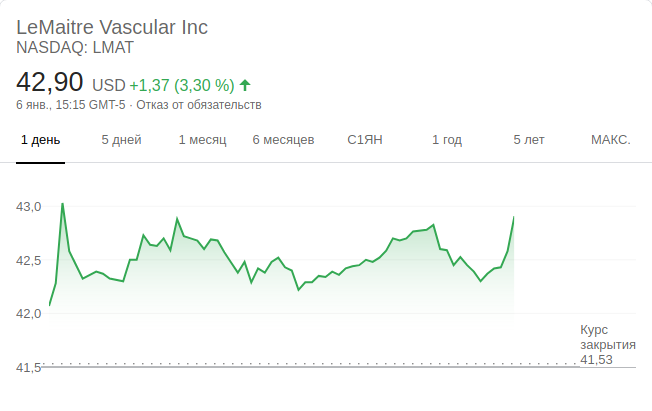 LeMaitre Vascular Inc
NASDAQ: LMAT
42,90 USD +1,37 (3,30 %)
6 янв., 15:15 GMT-5 · Отказ от обязательств
1 день 5 дней 1 месяц 6 месяцев С1ЯН 1 год 5 лет МАКС.
43,0
42,5
42,0
Курс
закрытия
41,53
41,5